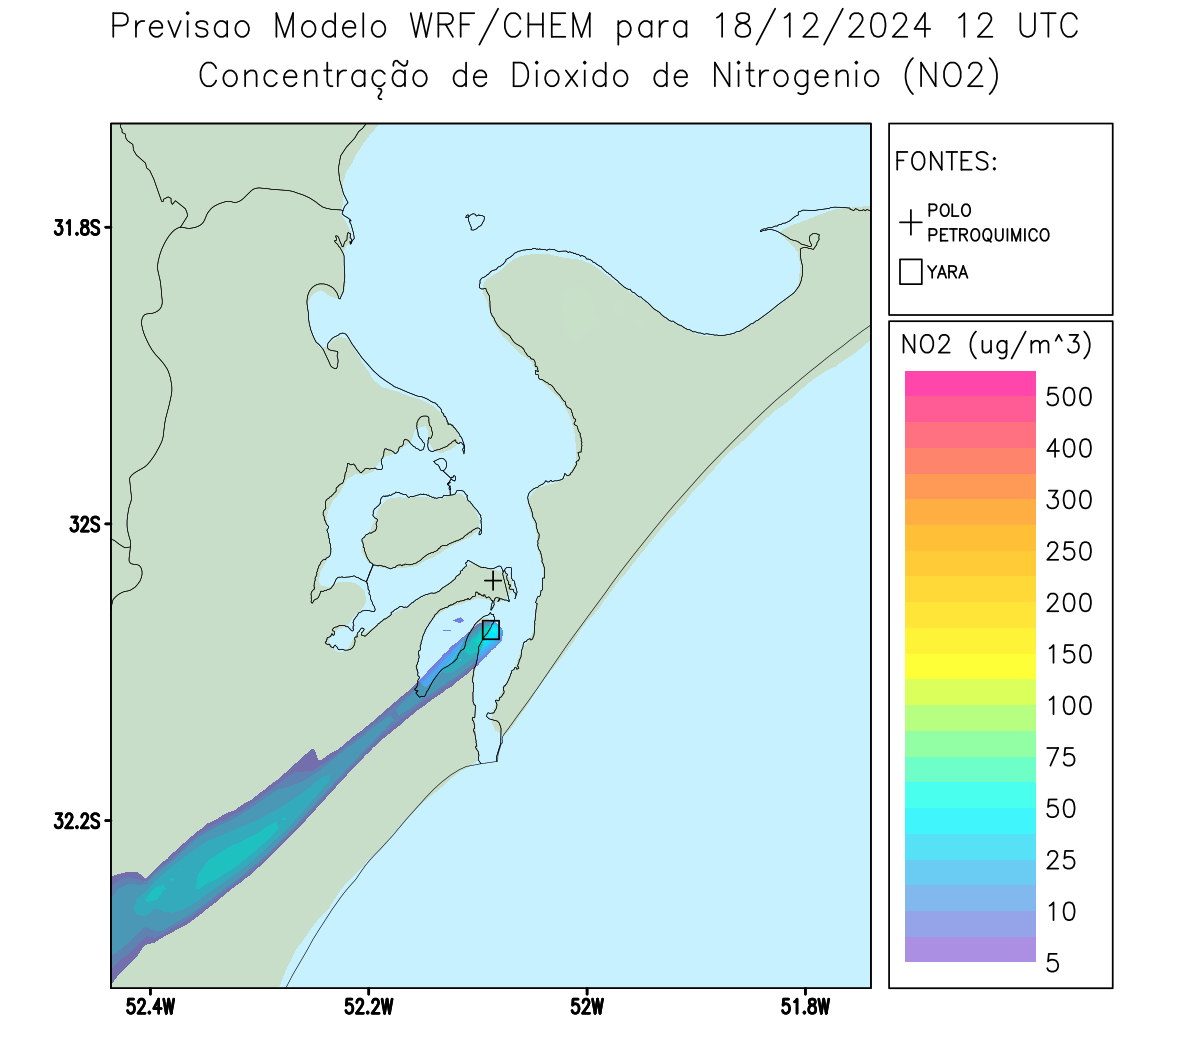 Previsao Modelo WRF/CHEM para 18/12/2024 12 UTC
Concentração de Dioxido de Nitrogenio (NO2)
FONTES:
POLO
PETROQUIMICO
YARA
31.8S
32S
32.2S
52.4W
52.2W
52W
51.8W
NO2 (ug/m^3)
500
400
300
250
200
150
100
75
50
25
10
5